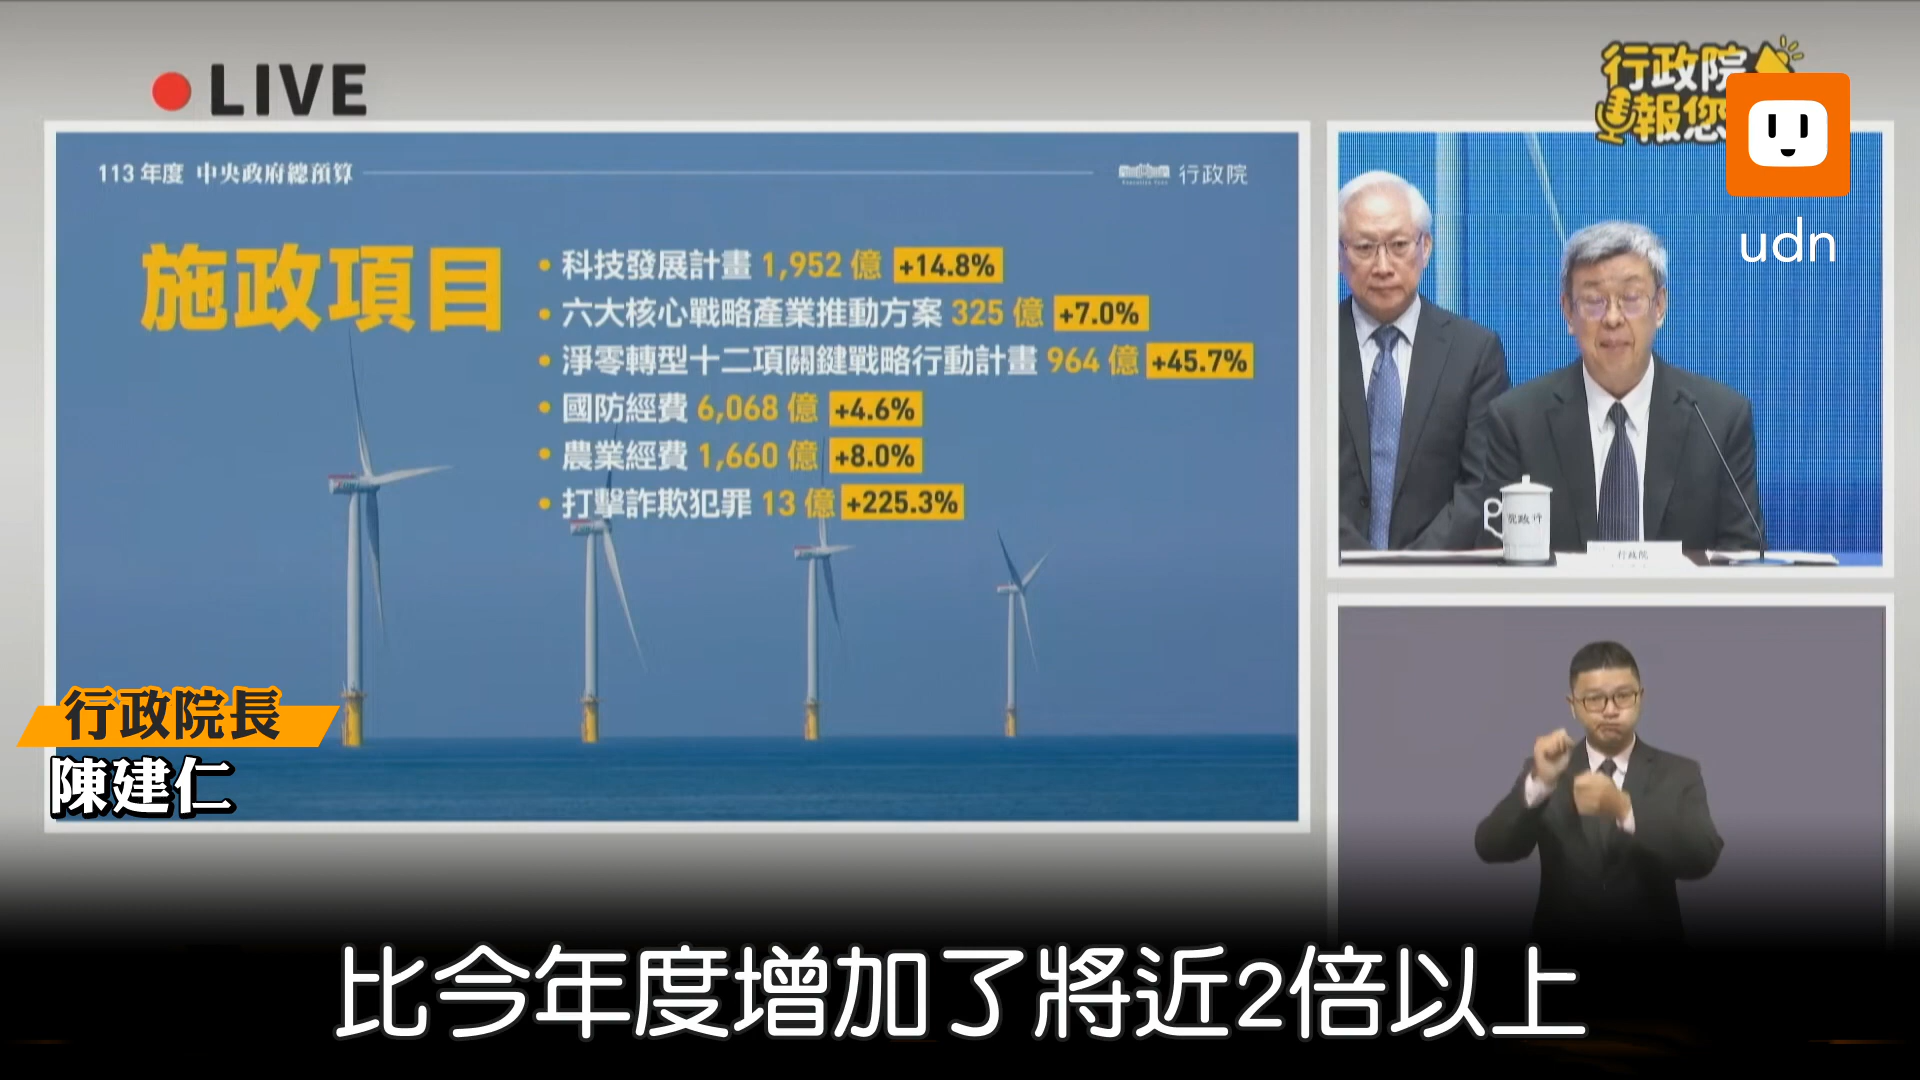 LIVE
行政院
報您
udn
113 年度 中央政府總預算
行政院
施政項目
• 科技發展計畫 1,952 億 +14.8%
• 六大核心戰略產業推動方案 325 億 +7.0%
• 淨零轉型十二項關鍵戰略行動計畫 964 億 +45.7%
• 國防經費 6,068 億 +4.6%
• 農業經費 1,660 億 +8.0%
• 打擊詐欺犯罪 13 億 +225.3%
院政行
行政院
行政院長
陳建仁
比今年度增加了將近2倍以上